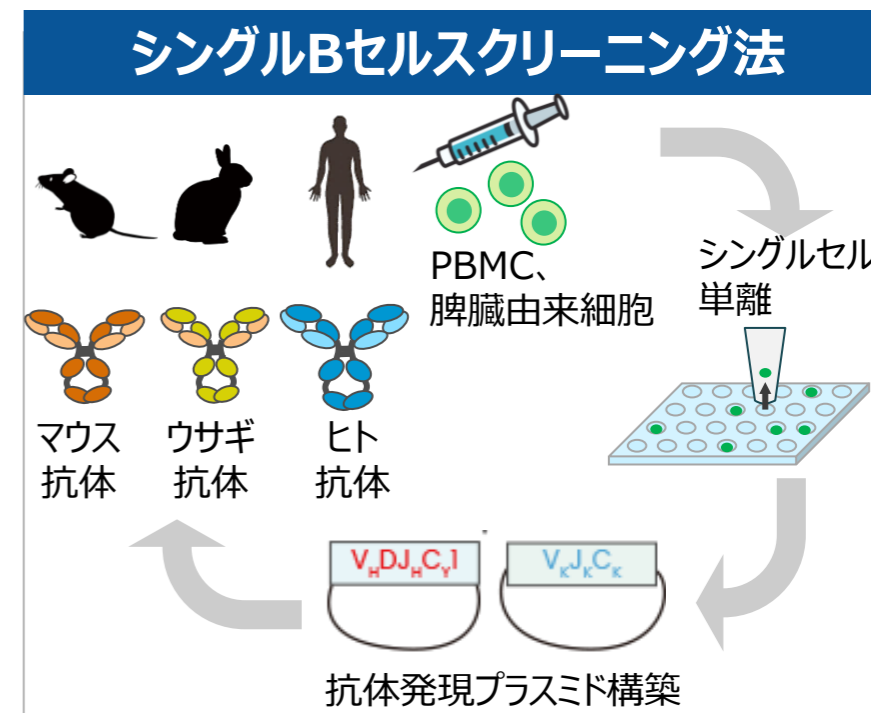 シングルBセルスクリーニング法
PBMC、
脾臓由来細胞
シングルセル
単離
マウス
抗体
ウサギ
抗体
ヒト
抗体
VHDJHCγ1
VκJκCκ
抗体発現プラスミド構築